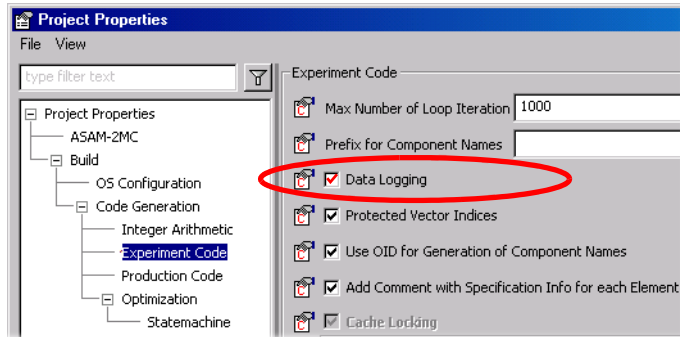 Project Properties
File View
type filter text
Project Properties
ASAM-2MC
Build
OS Configuration
Code Generation
Integer Arithmetic
Experiment Code
Production Code
Optimization
Statemachine
Experiment Code
Max Number of Loop Iteration 1000
Prefix for Component Names
Data Logging
Protected Vector Indices
Use OID for Generation of Component Names
Add Comment with Specification Info for each Element
Cache Locking